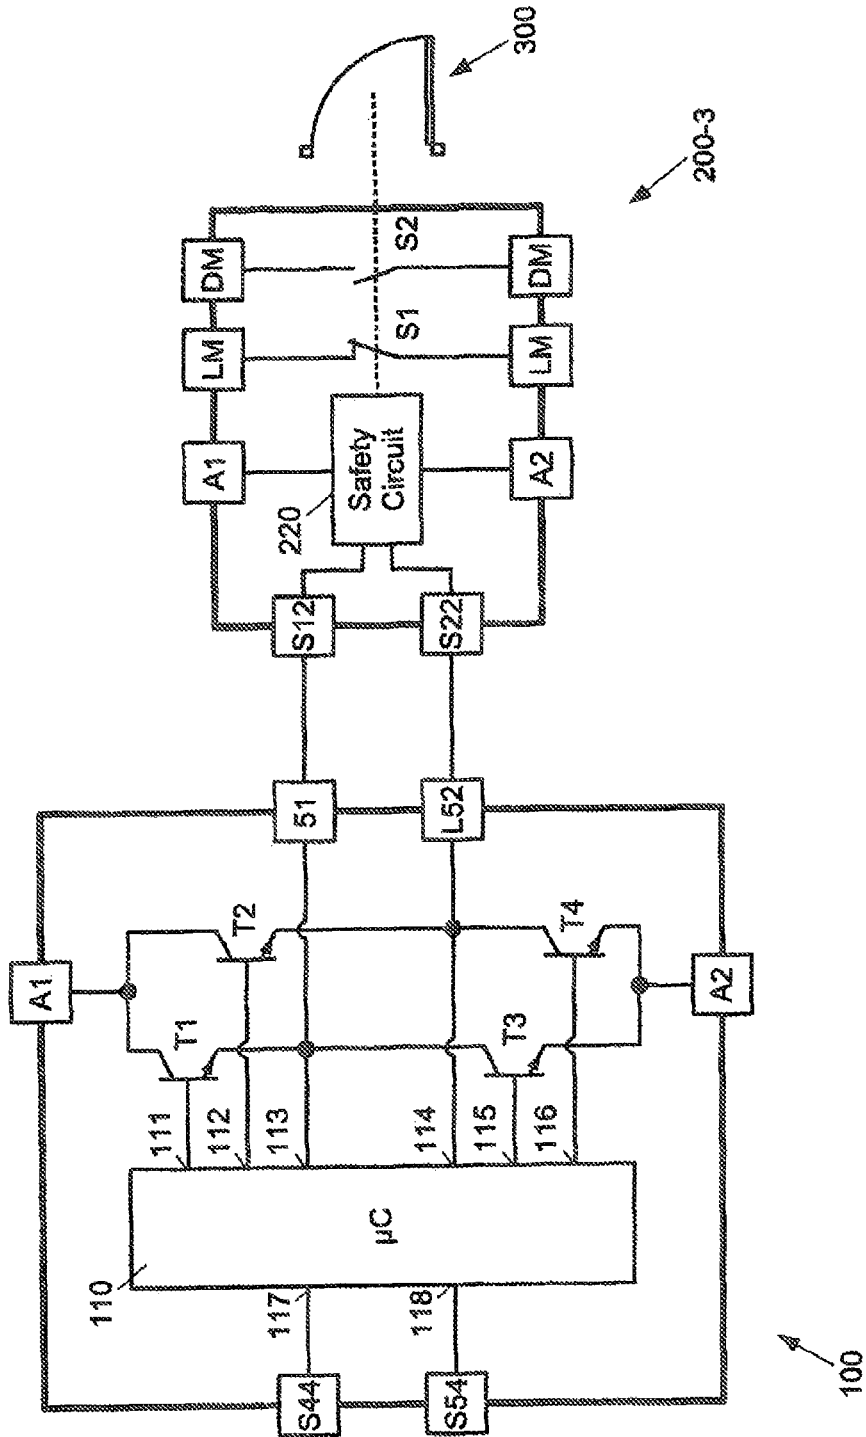 100
S44
S54
117
118
110
µC
111
112
113
114
115
116
T1
T2
T3
T4
A1
A2
51
L52
S12
S22
220
Safety
Circuit
A1
A2
LM
LM
DM
DM
S1
S2
200-3
300